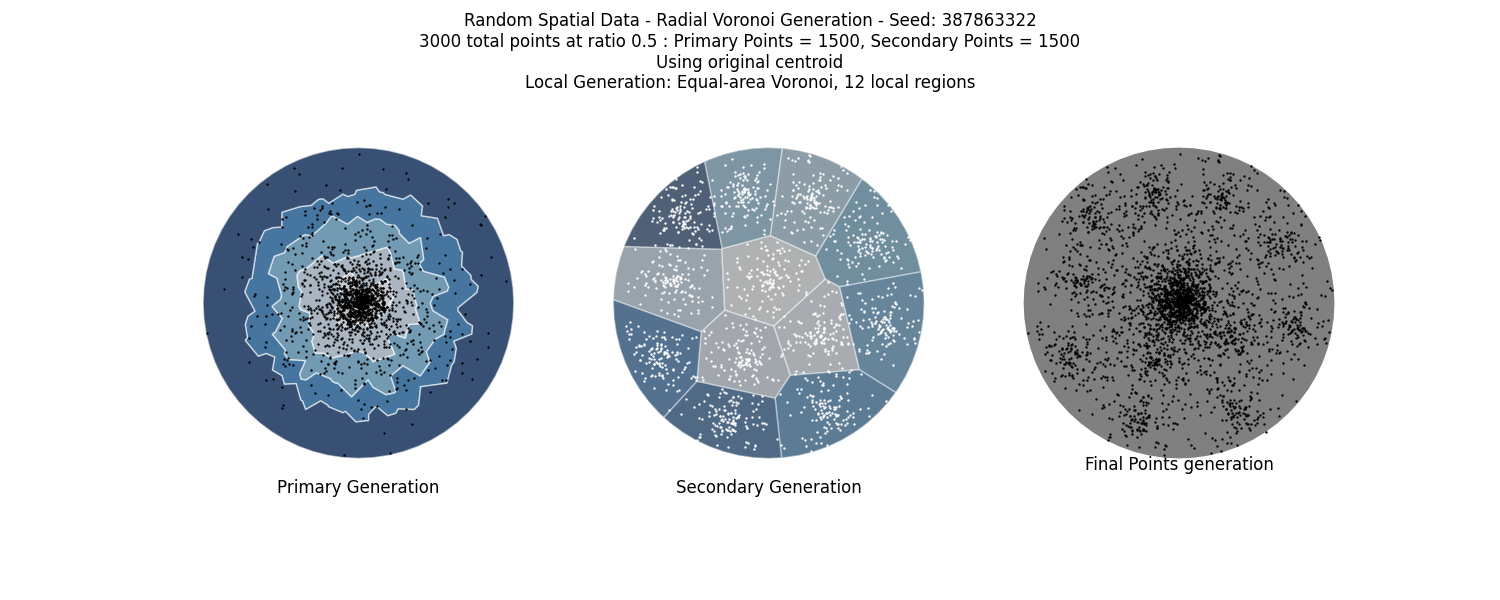 Random Spatial Data - Radial Voronoi Generation - Seed: 387863322
3000 total points at ratio 0.5 : Primary Points = 1500, Secondary Points = 1500
Using original centroid
Local Generation: Equal-area Voronoi, 12 local regions
Primary Generation
Secondary Generation
Final Points generation